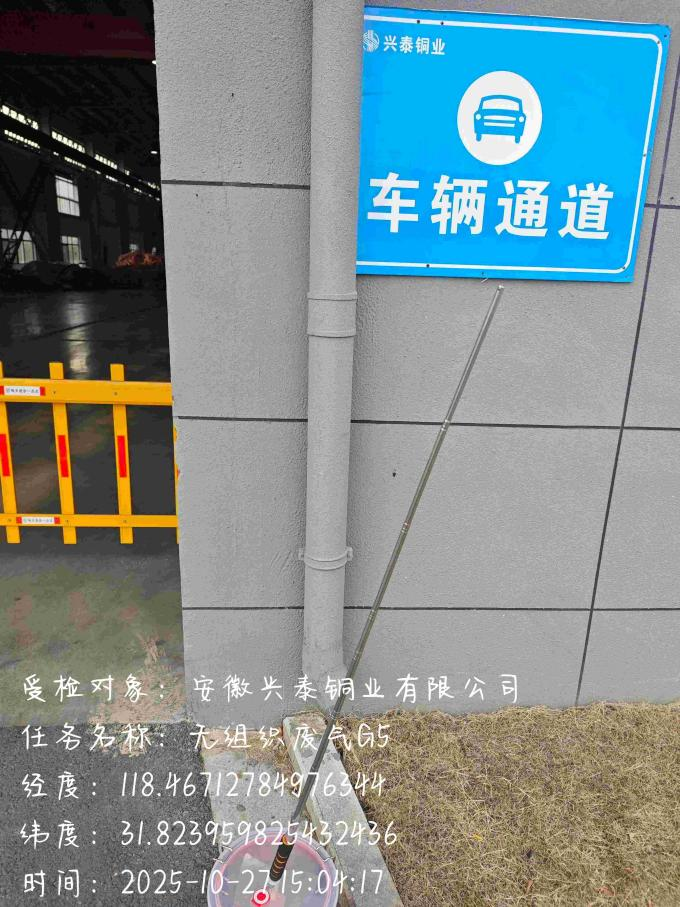 兴泰铜业
车辆通道
受检对象：安徽兴泰铜业有限公司
任务名称：无组织废气G5
经度：118.46712784976344
纬度：31.823959825432436
时间：2025-10-27 15:04:17